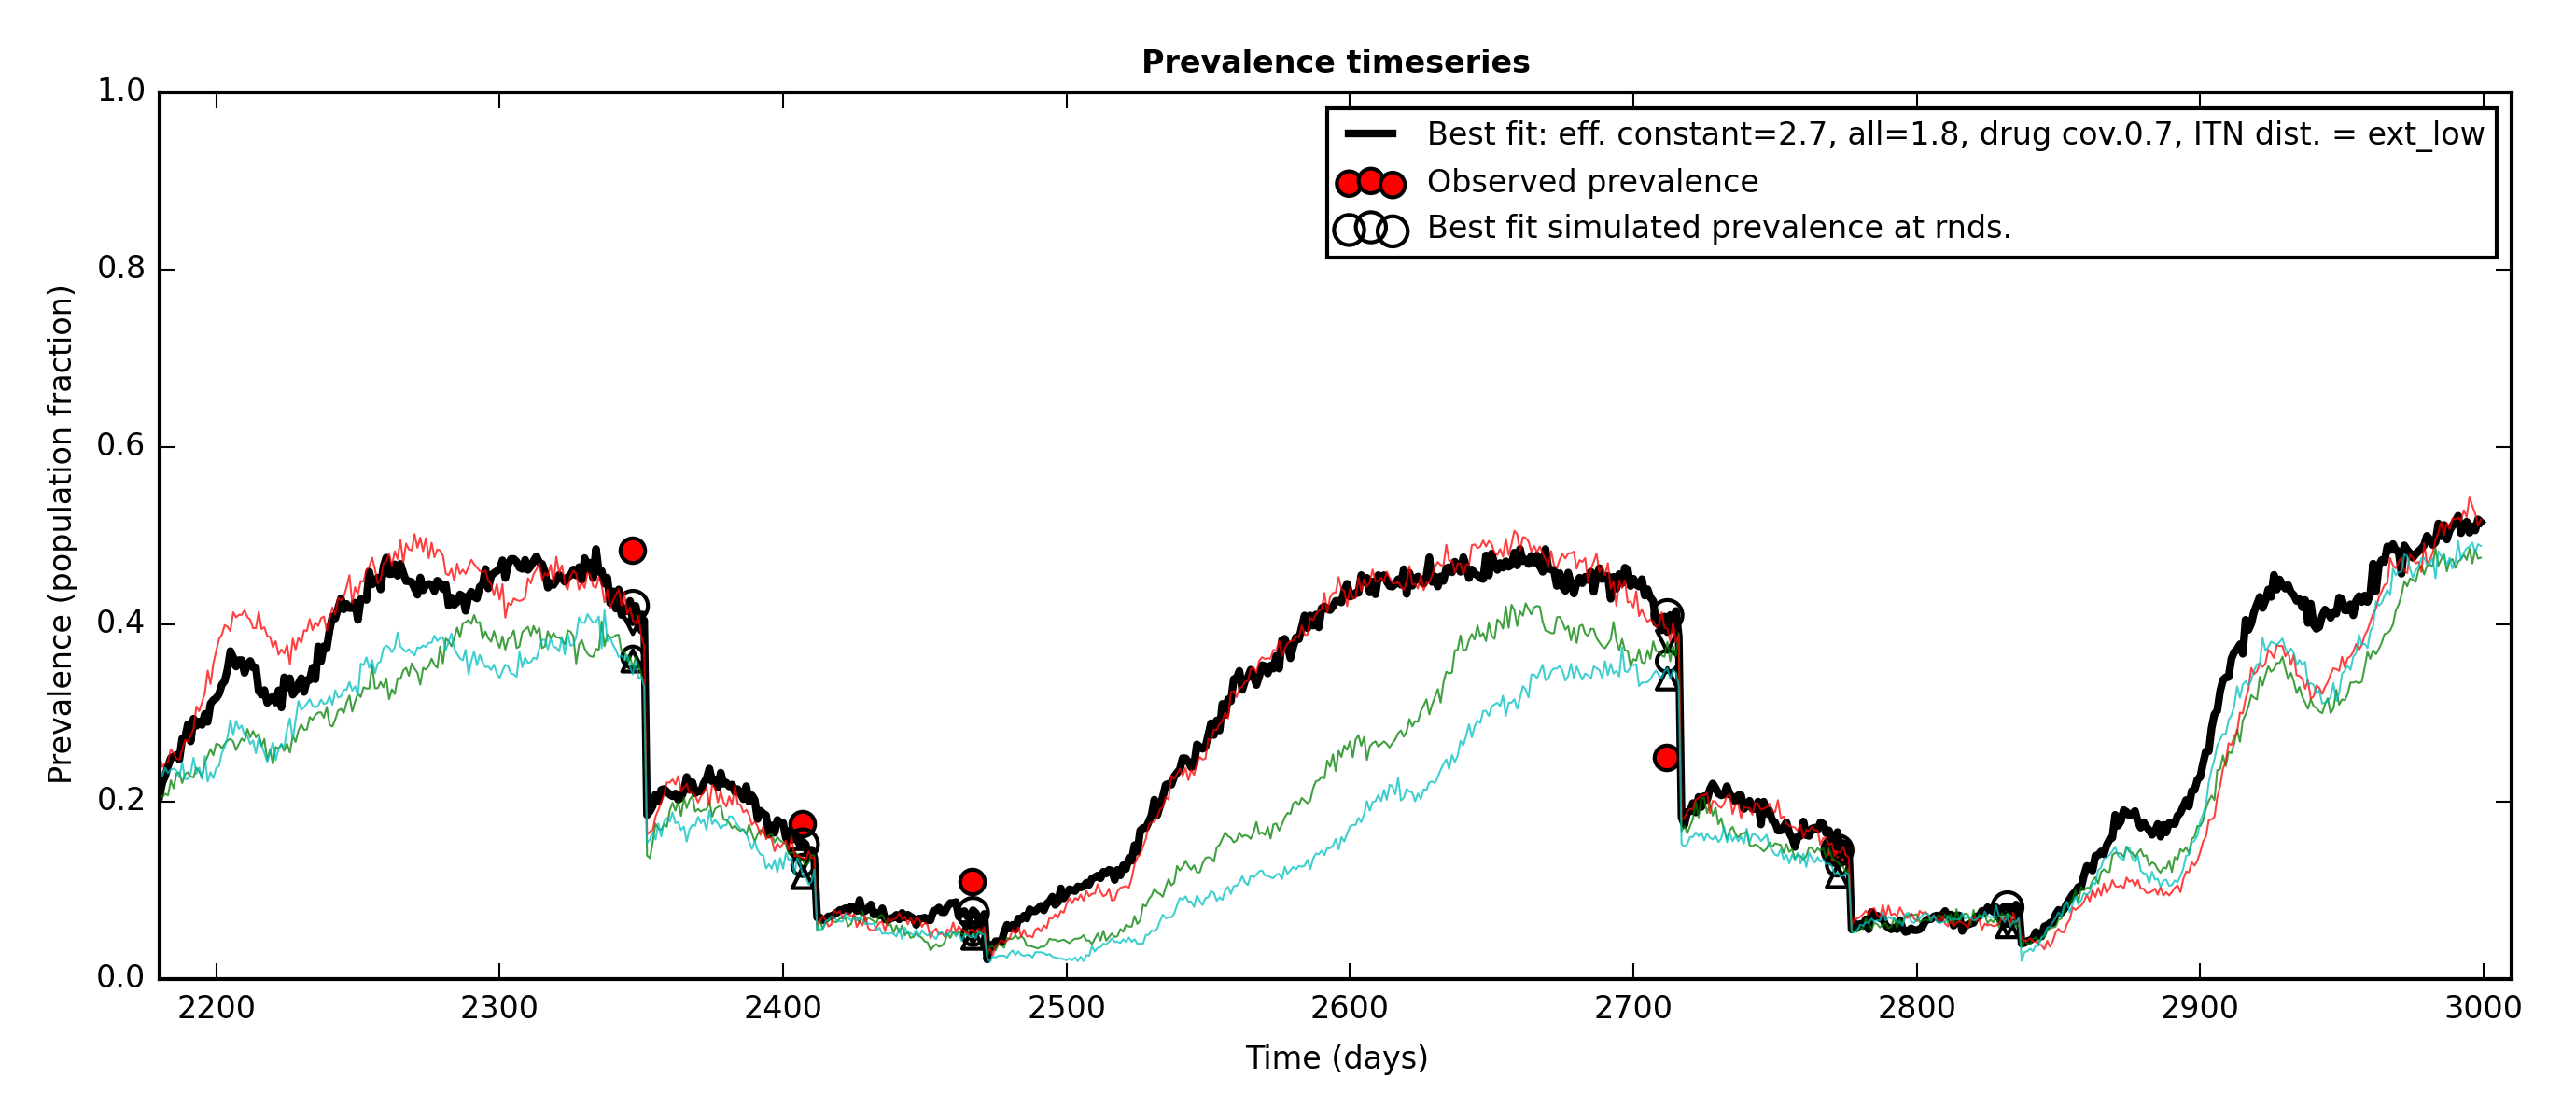 Prevalence timeseries
Best fit: eff. constant=2.7, all=1.8, drug cov.0.7, ITN dist. = ext_low
Observed prevalence
Best fit simulated prevalence at rnds.
Prevalence (population fraction)
1.0
0.8
0.6
0.4
0.2
0.0
2200 2300 2400 2500 2600 2700 2800 2900 3000
Time (days)